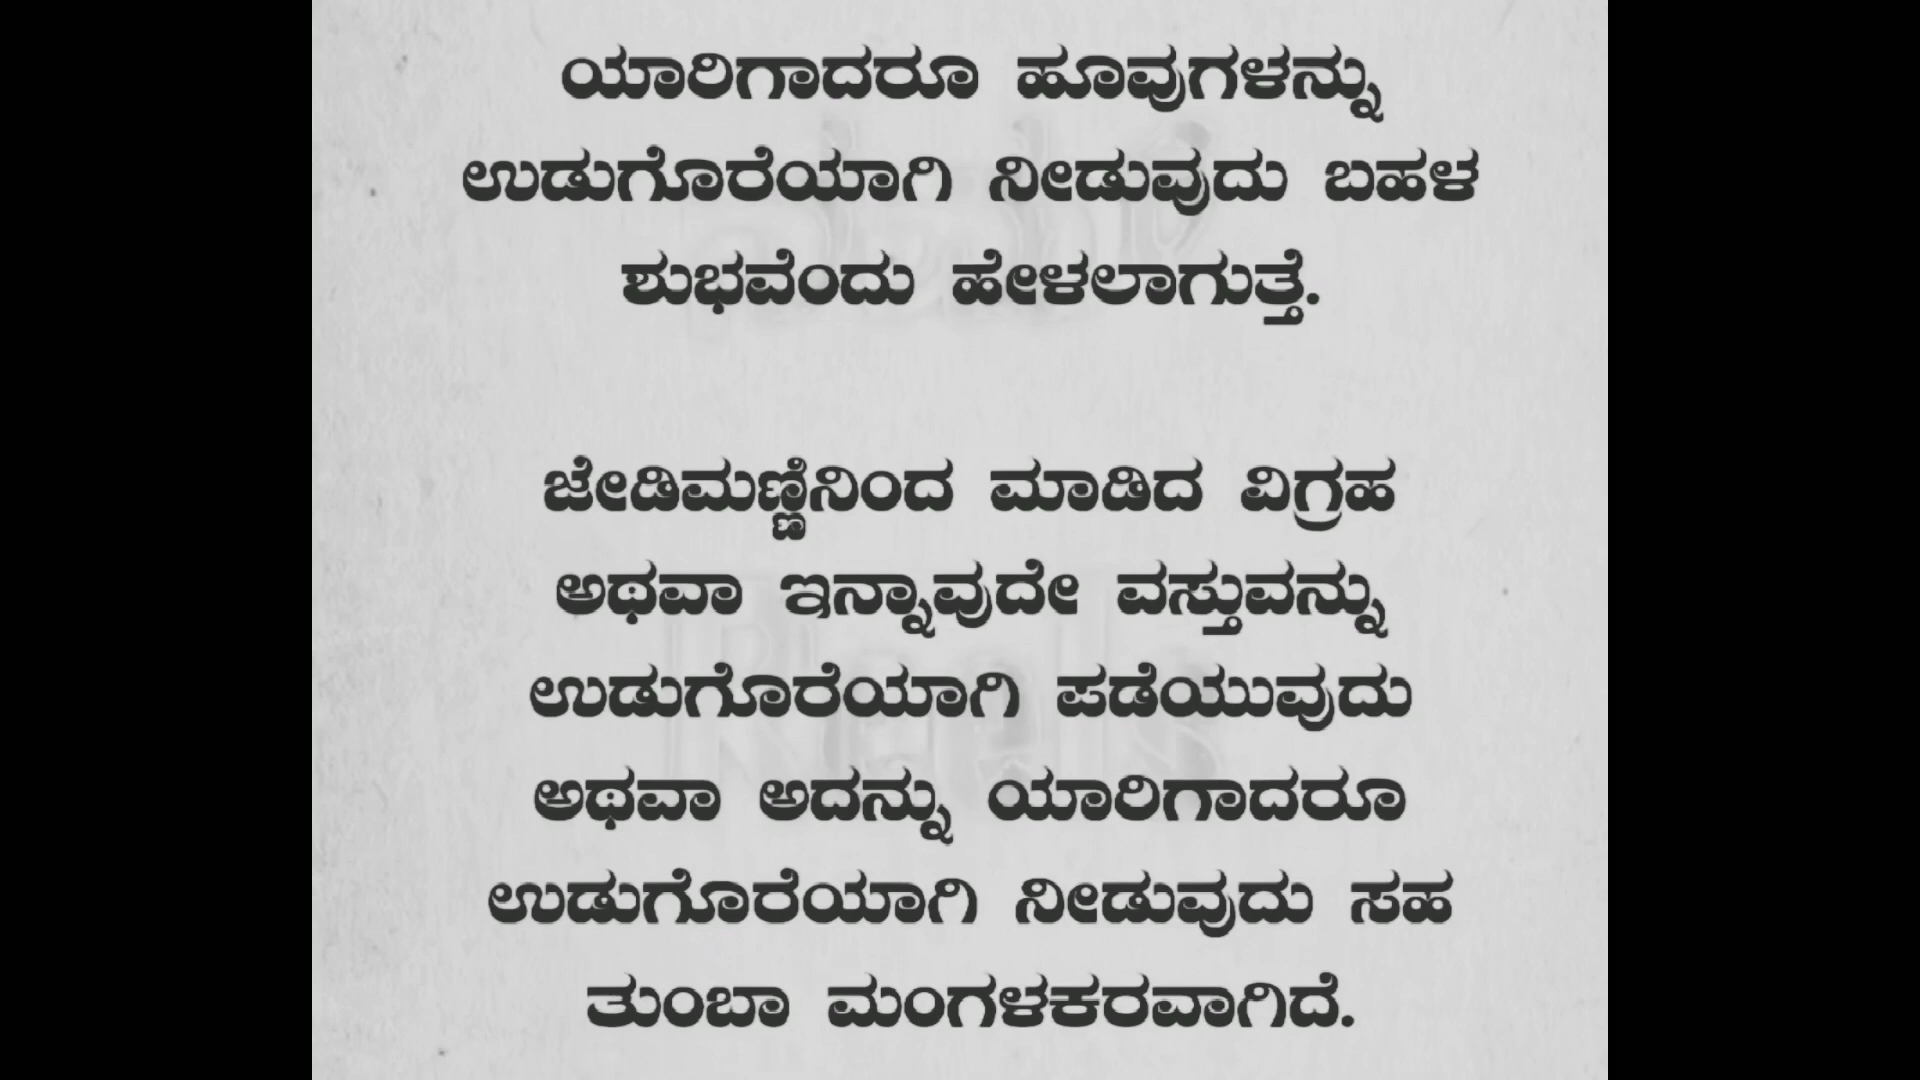 ಯಾರಿಗಾದರೂ ಹೂವುಗಳನ್ನು
ಉಡುಗೊರೆಯಾಗಿ ನೀಡುವುದು ಬಹಳ
ಶುಭವೆಂದು ಹೇಳಲಾಗುತ್ತೆ.
ಜೇಡಿಮಣ್ಣಿನಿಂದ ಮಾಡಿದ ವಿಗ್ರಹ
ಅಥವಾ ಇನ್ನಾವುದೇ ವಸ್ತುವನ್ನು
ಉಡುಗೊರೆಯಾಗಿ ಪಡೆಯುವುದು
ಅಥವಾ ಅದನ್ನು ಯಾರಿಗಾದರೂ
ಉಡುಗೊರೆಯಾಗಿ ನೀಡುವುದು ಸಹ
ತುಂಬಾ ಮಂಗಳಕರವಾಗಿದೆ.